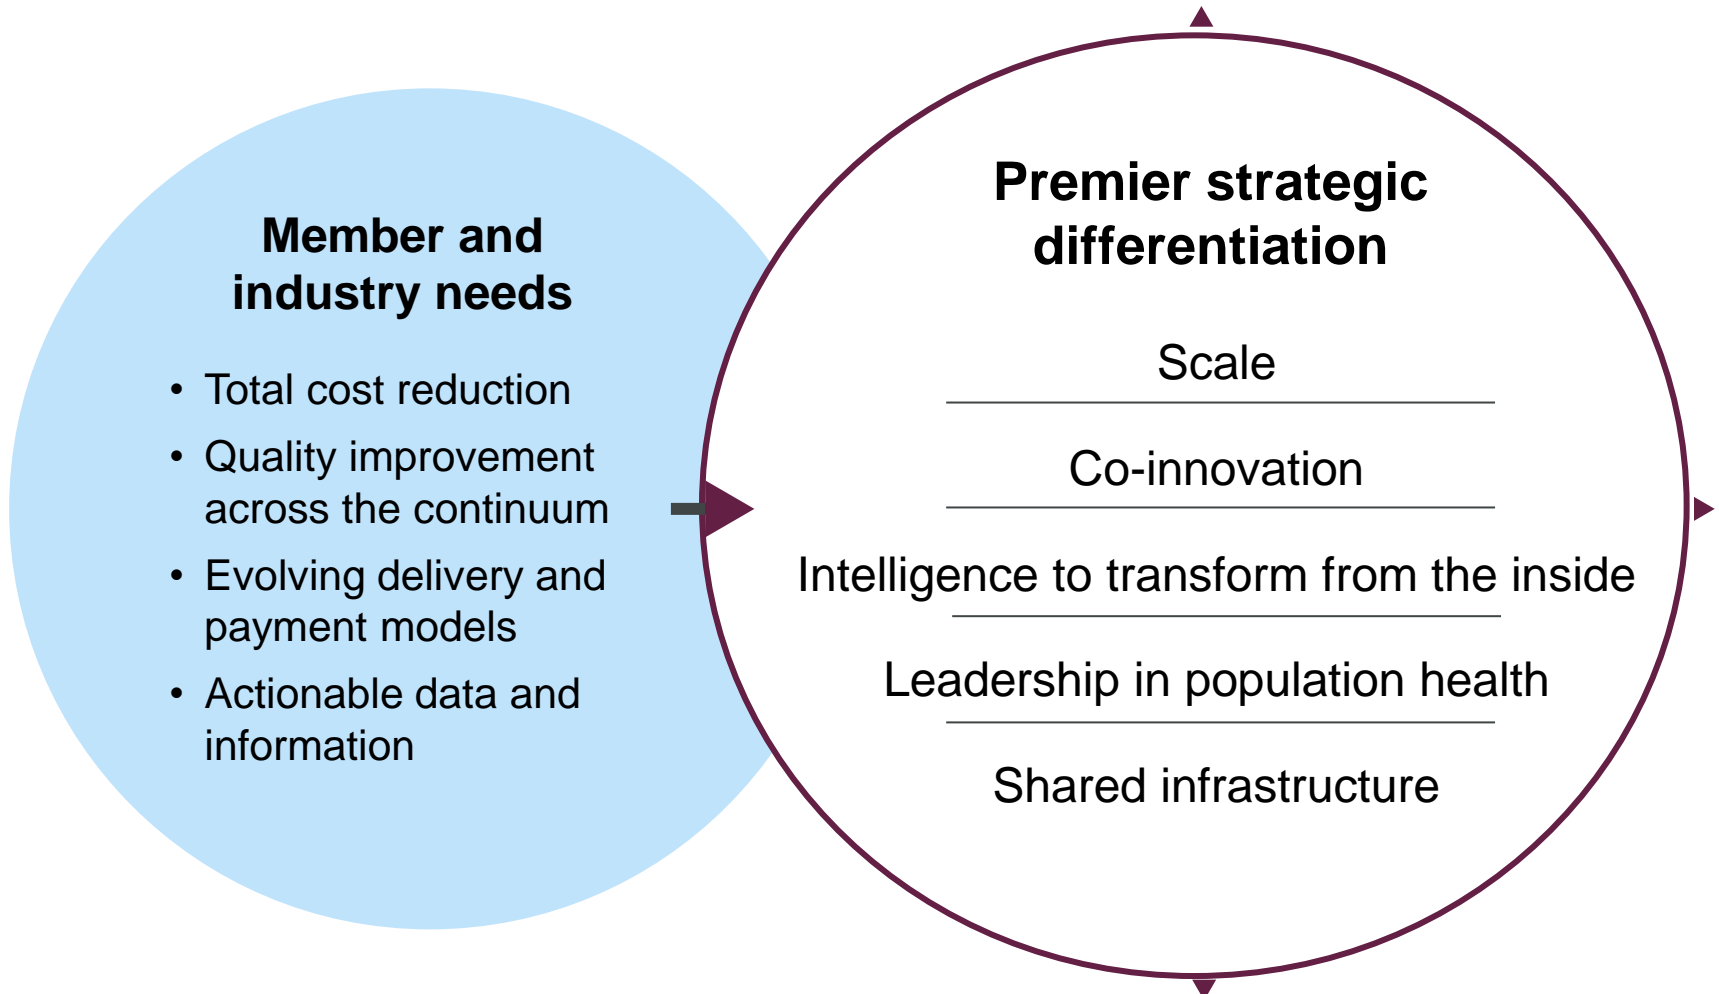 Member and
industry needs
• Total cost reduction
• Quality improvement
across the continuum
• Evolving delivery and
payment models
• Actionable data and
information
Premier strategic
differentiation
Scale
Co-innovation
Intelligence to transform from the inside
Leadership in population health
Shared infrastructure